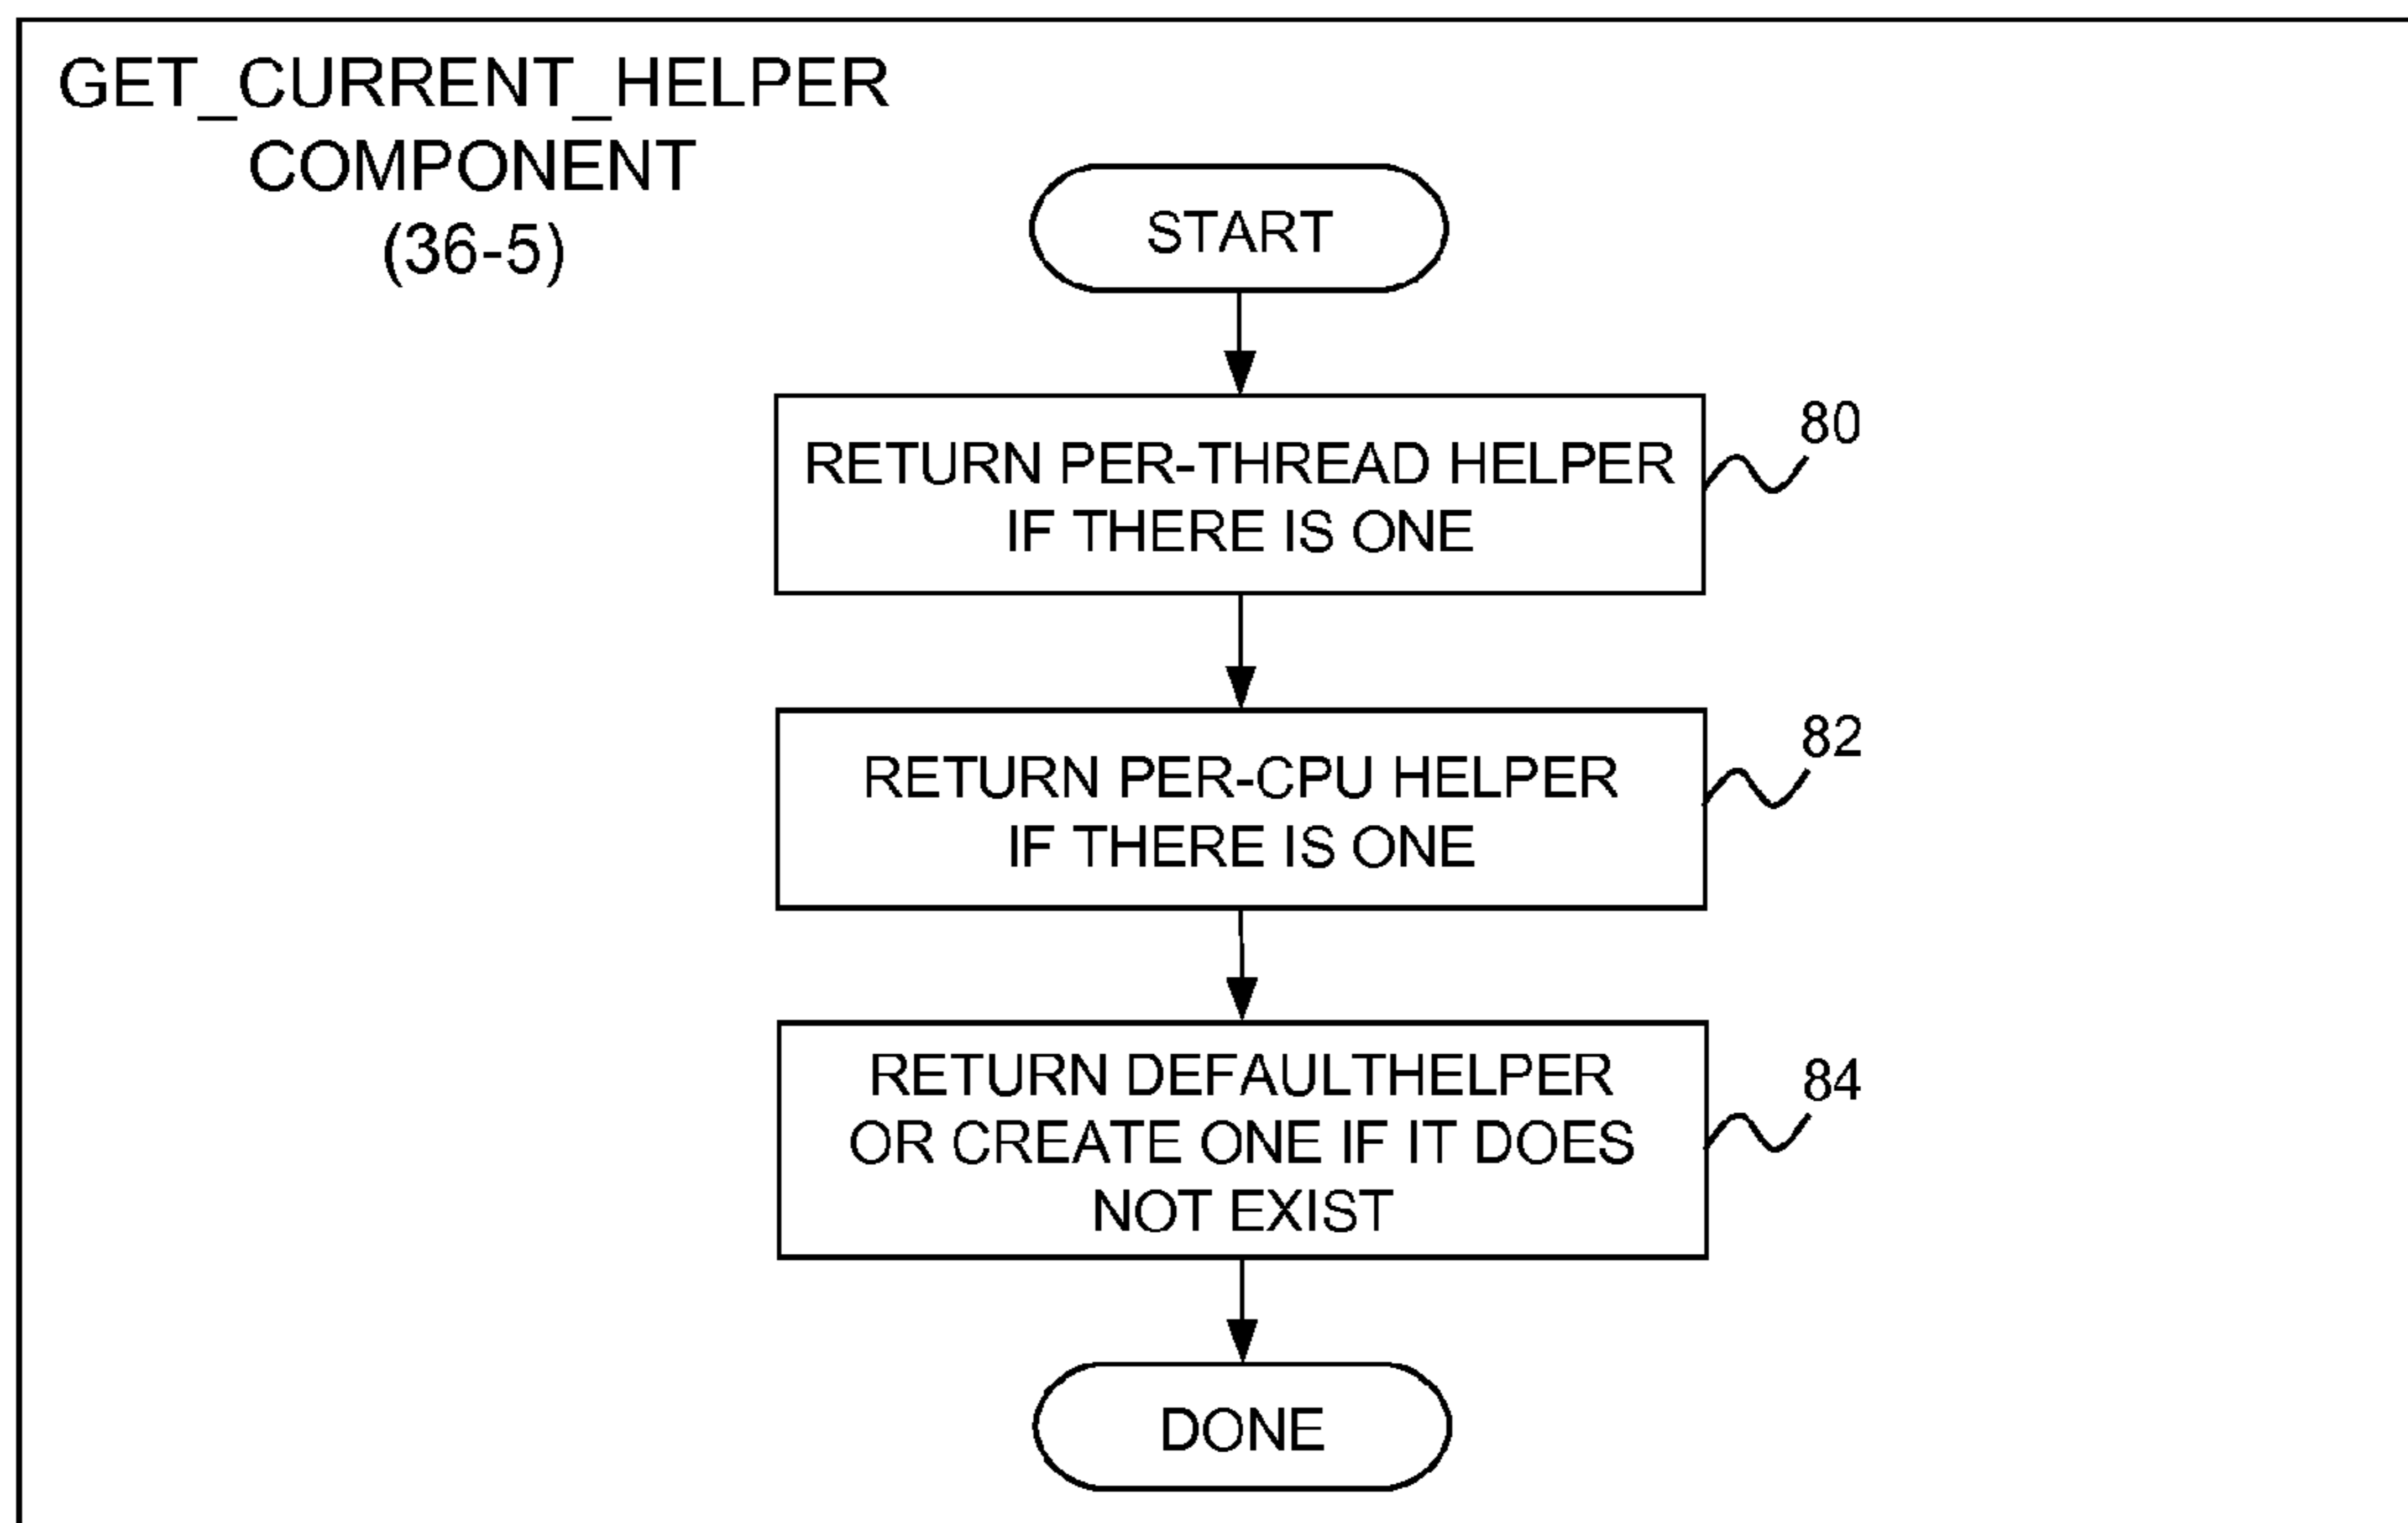 GET_CURRENT_HELPER
COMPONENT
(36-5)
START
RETURN PER-THREAD HELPER
IF THERE IS ONE
80
RETURN PER-CPU HELPER
IF THERE IS ONE
82
RETURN DEFAULTHELPER
OR CREATE ONE IF IT DOES
NOT EXIST
84
DONE